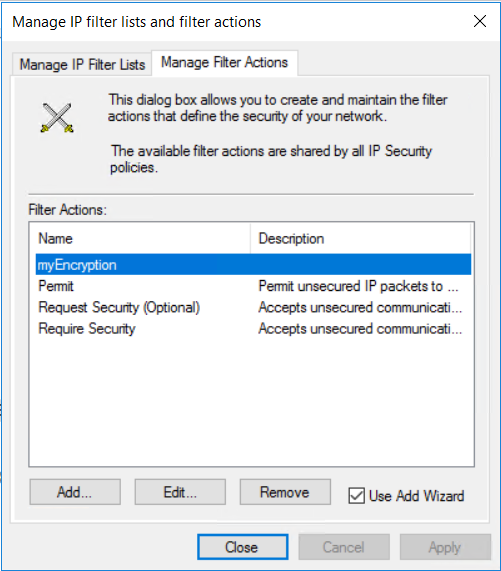 Manage IP filter lists and filter actions
Manage IP Filter Lists
Manage Filter Actions
This dialog box allows you to create and maintain the filter
actions that define the security of your network.
The available filter actions are shared by all IP Security
policies.
Filter Actions:
Name Description
myEncryption
Permit Permit unsecured IP packets to ...
Request Security (Optional) Accepts unsecured communicati...
Require Security Accepts unsecured communicati...
Add... Edit... Remove Use Add Wizard
Close Cancel Apply